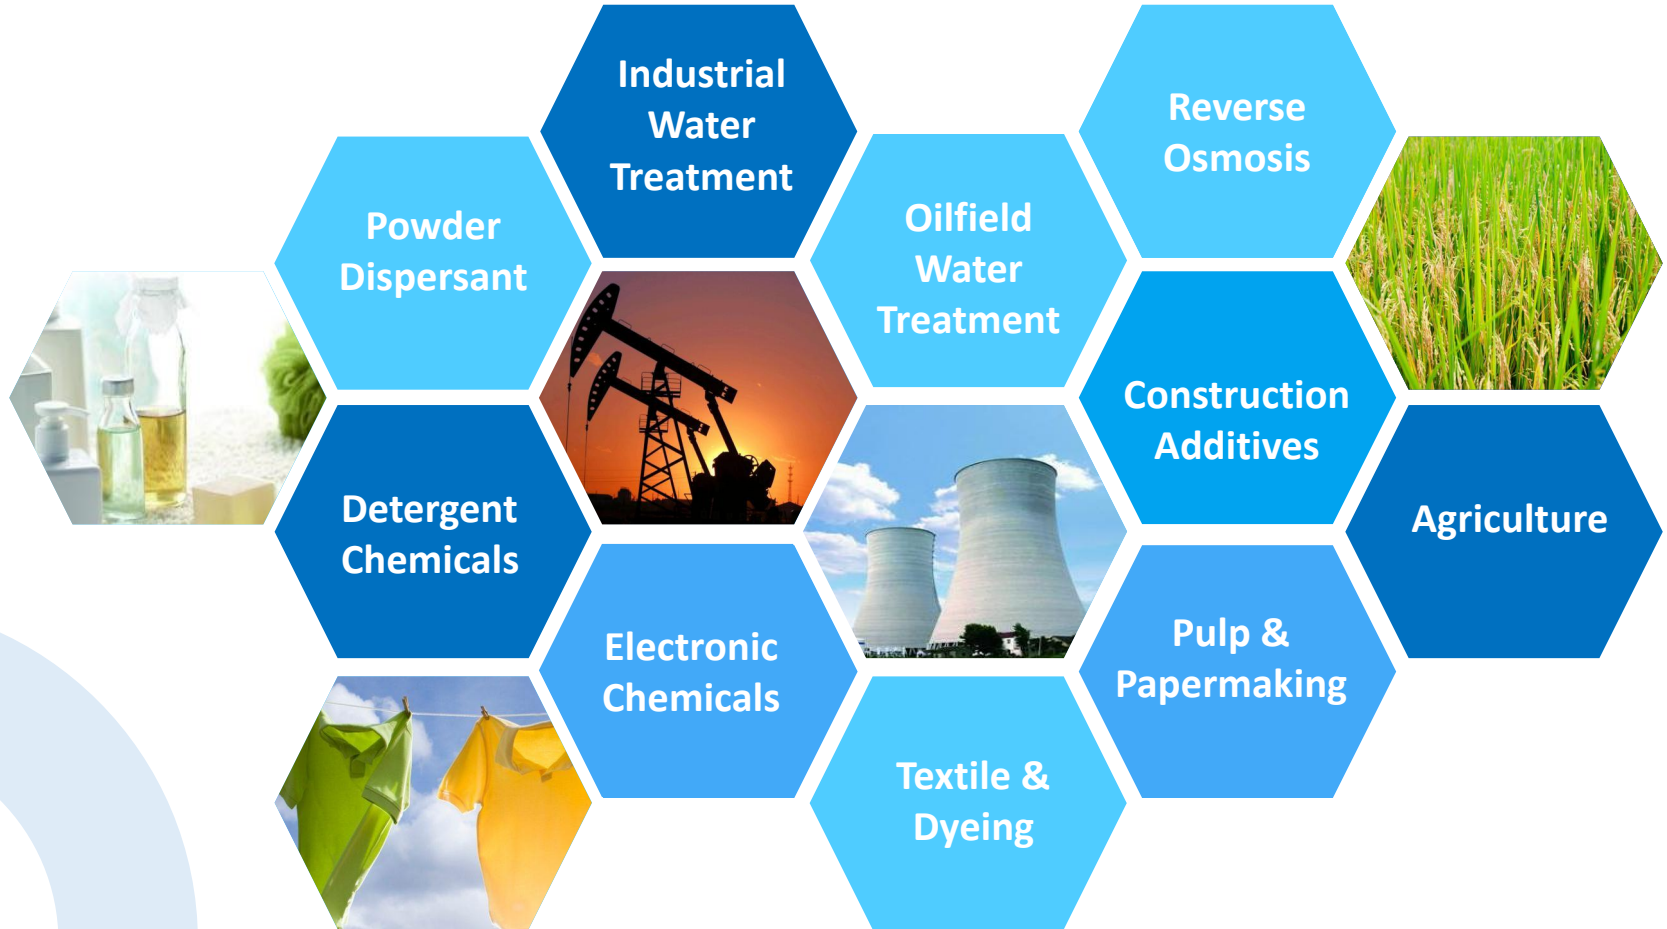 Industrial
Water
Treatment
Reverse
Osmosis
Powder
Dispersant
Oilfield
Water
Treatment
Construction
Additives
Detergent
Chemicals
Agriculture
Electronic
Chemicals
Pulp &
Papermaking
Textile &
Dyeing